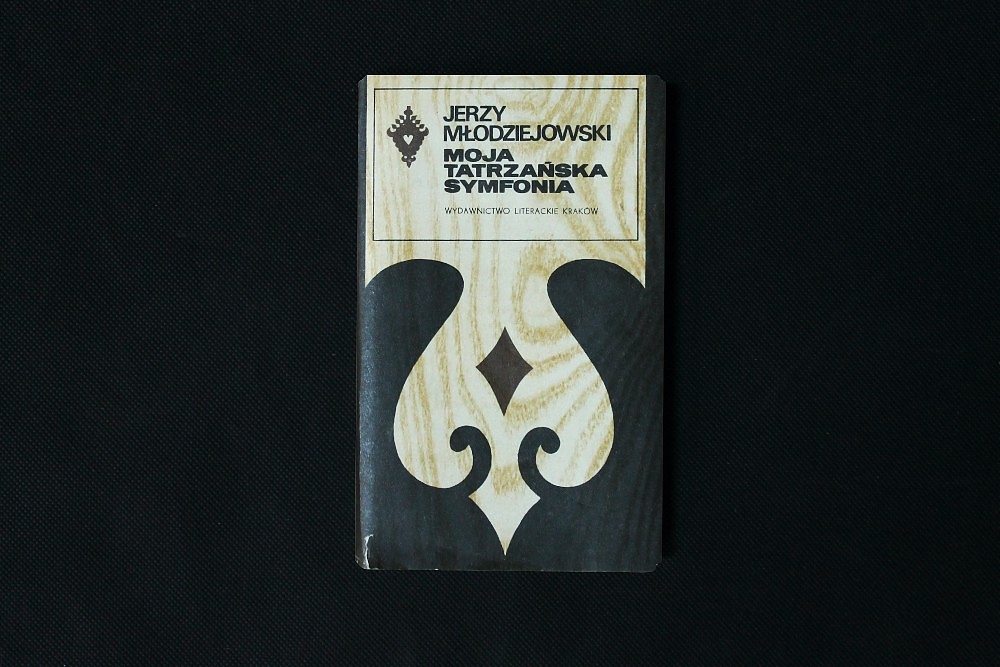 JERZY
MŁODZIEJOWSKI
MOJA
TATRZAŃSKA
SYMFONIA
WYDAWNICTWO LITERACKIE KRAKÓW